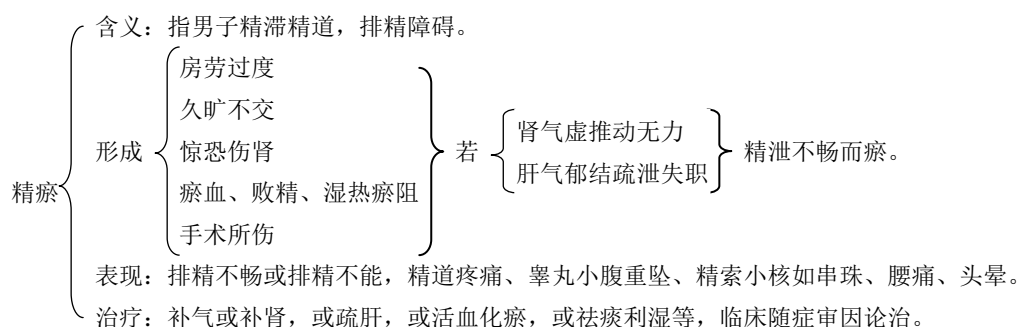 含义：指男子精滞精道，排精障碍。
房劳过度
久旷不交
形成
惊恐伤肾
瘀血、败精、湿热瘀阻
手术所伤
若
肾气虚推动无力
肝气郁结疏泄失职
精泄不畅而瘀。
精瘀
表现：排精不畅或排精不能，精道疼痛、睾丸小腹重坠、精索小核如串珠、腰痛、头晕。
治疗：补气或补肾，或疏肝，或活血化瘀，或祛痰利湿等，临床随症审因论治。